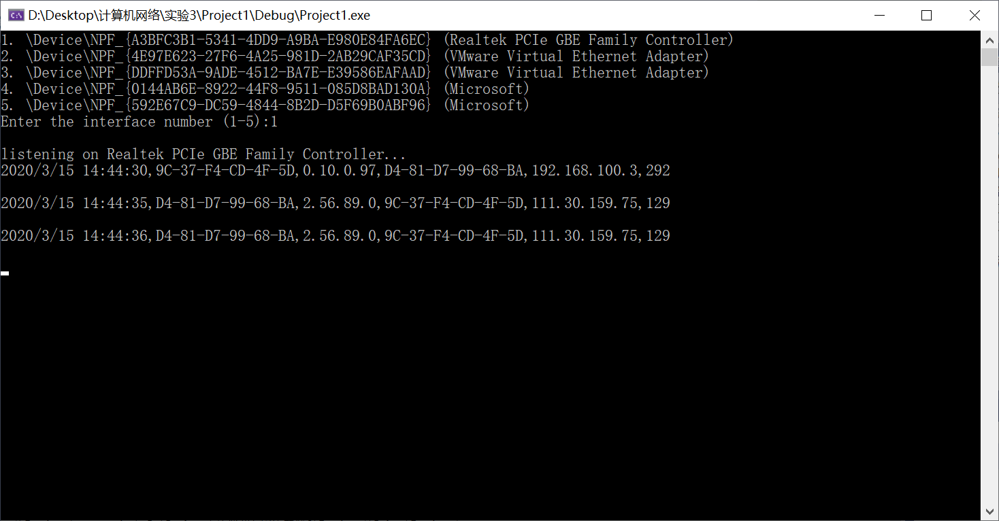 D:\Desktop\计算机网络\实验3\Project1\Debug\Project1.exe
1. \Device\NPF_{A3BFC3B1-5341-4DD9-A9BA-E980E84FA6EC} (Realtek PCIe GBE Family Controller)
2. \Device\NPF_{4E97E623-27F6-4A25-981D-2AB29CAF35CD} (VMware Virtual Ethernet Adapter)
3. \Device\NPF_{DDFFD53A-9ADE-4512-BA7E-E39586EAFAAD} (VMware Virtual Ethernet Adapter)
4. \Device\NPF_{0144AB6E-8922-44F8-9511-085D8BAD130A} (Microsoft)
5. \Device\NPF_{592E67C9-DC59-4844-8B2D-D5F69B0ABF96} (Microsoft)
Enter the interface number (1-5):1
listening on Realtek PCIe GBE Family Controller...
2020/3/15 14:44:30,9C-37-F4-CD-4F-5D,0.10.0.97,D4-81-D7-99-68-BA,192.168.100.3,292
2020/3/15 14:44:35,D4-81-D7-99-68-BA,2.56.89.0,9C-37-F4-CD-4F-5D,111.30.159.75,129
2020/3/15 14:44:36,D4-81-D7-99-68-BA,2.56.89.0,9C-37-F4-CD-4F-5D,111.30.159.75,129